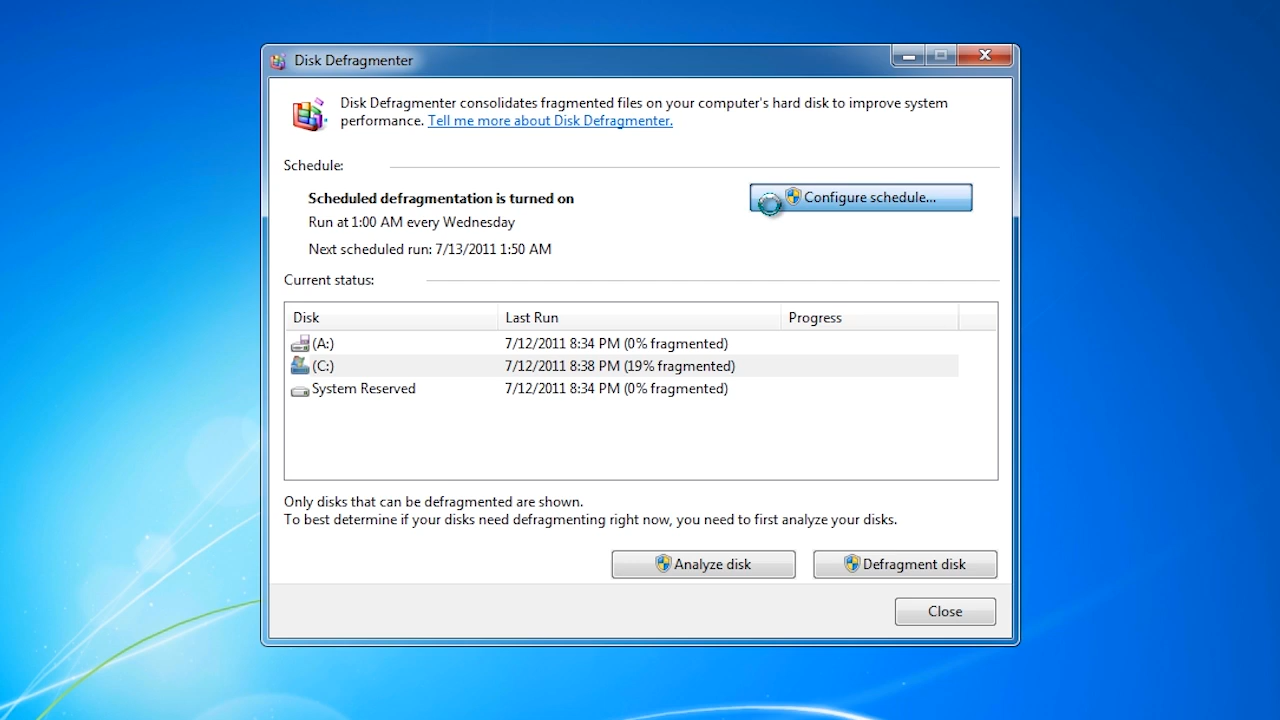 Disk Defragmenter
Disk Defragmenter consolidates fragmented files on your computer's hard disk to improve system
performance. Tell me more about Disk Defragmenter.
Schedule:
Scheduled defragmentation is turned on
Configure schedule...
Run at 1:00 AM every Wednesday
Next scheduled run: 7/13/2011 1:50 AM
Current status:
Disk Last Run Progress
(A:) 7/12/2011 8:34 PM (0% fragmented)
(C:) 7/12/2011 8:38 PM (19% fragmented)
System Reserved 7/12/2011 8:34 PM (0% fragmented)
Only disks that can be defragmented are shown.
To best determine if your disks need defragmenting right now, you need to first analyze your disks.
Analyze disk Defragment disk
Close